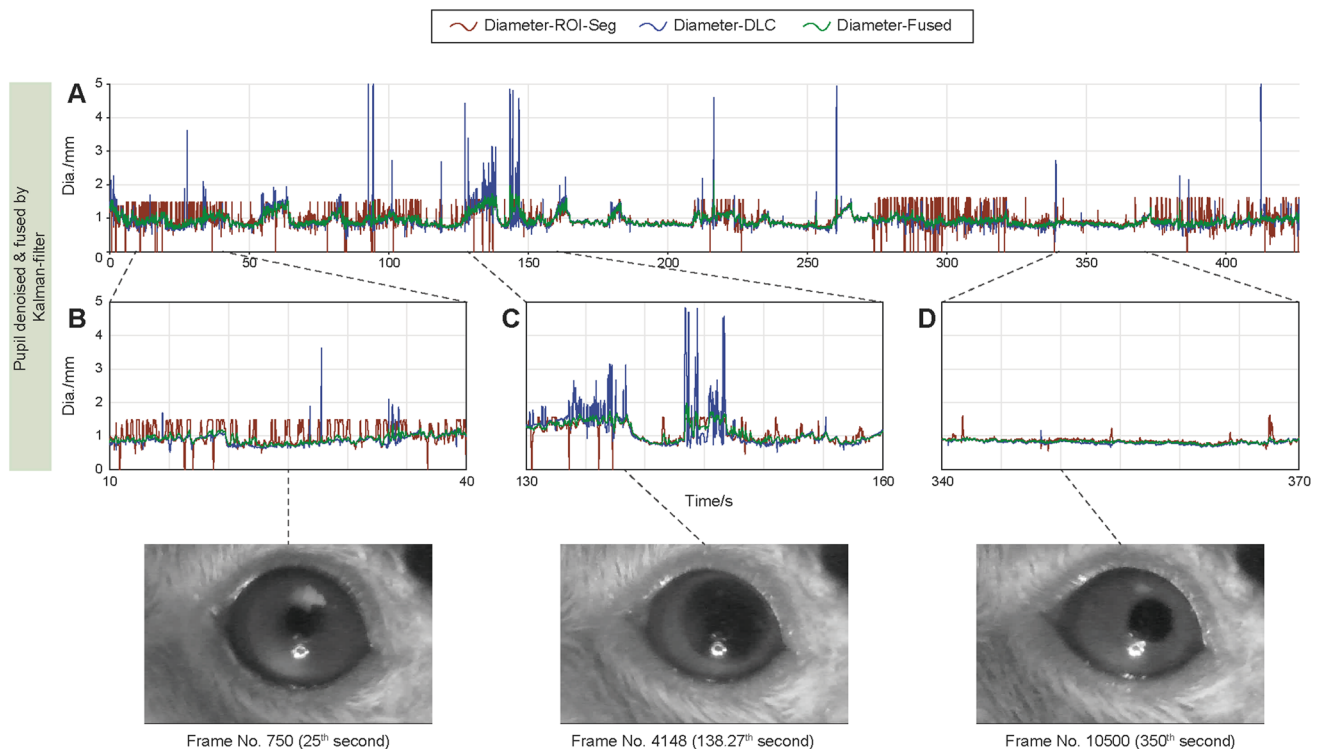 Diameter-ROI-Seg Diameter-DLC Diameter-Fused
Pupil denoised & fused by
Kalman-filter
A
Dia./mm
5
4
3
2
1
0
0 50 100 150 200 250 300 350 400
B C D
Dia./mm
5
4
3
2
1
0
10 40 130 160 340 370
Time/s
Frame No. 750 (25th second) Frame No. 4148 (138.27th second) Frame No. 10500 (350th second)